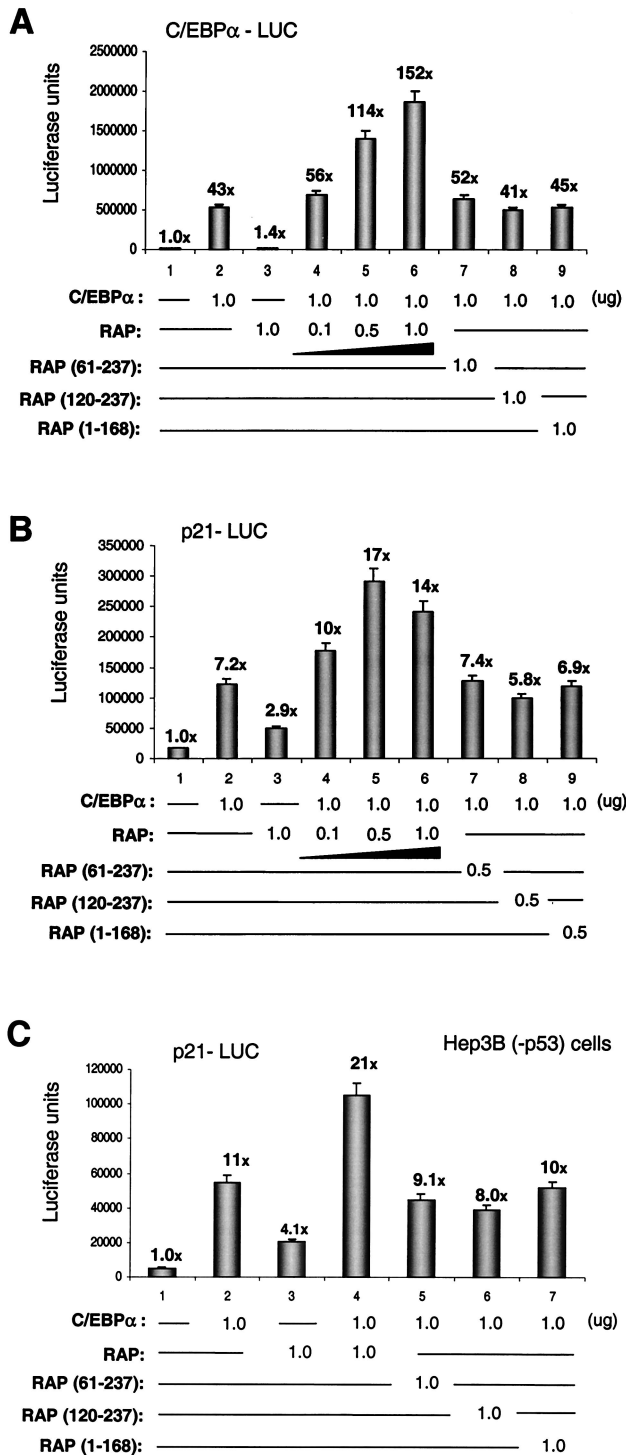 A
C/EBPα - LUC
Luciferase units
2500000
2000000
1500000
1000000
500000
0
1.0x
43x
1.4x
56x
114x
152x
52x
41x
45x
1 2 3 4 5 6 7 8 9
C/EBPα : — 1.0 — 1.0 1.0 1.0 1.0 1.0 1.0 (ug)
RAP: 1.0 0.1 0.5 1.0
RAP (61-237): 1.0
RAP (120-237): 1.0
RAP (1-168): 1.0
B
p21- LUC
Luciferase units
350000
300000
250000
200000
150000
100000
50000
0
1.0x
7.2x
2.9x
10x
17x
14x
7.4x
5.8x
6.9x
1 2 3 4 5 6 7 8 9
C/EBPα : — 1.0 — 1.0 1.0 1.0 1.0 1.0 1.0 (ug)
RAP: 1.0 0.1 0.5 1.0
RAP (61-237): 0.5
RAP (120-237): 0.5
RAP (1-168): 0.5
C
p21- LUC
Hep3B (-p53) cells
Luciferase units
120000
100000
80000
60000
40000
20000
0
1.0x
11x
4.1x
21x
9.1x
8.0x
10x
1 2 3 4 5 6 7
C/EBPα : — 1.0 — 1.0 1.0 1.0 1.0 (ug)
RAP: 1.0 1.0
RAP (61-237): 1.0
RAP (120-237): 1.0
RAP (1-168): 1.0